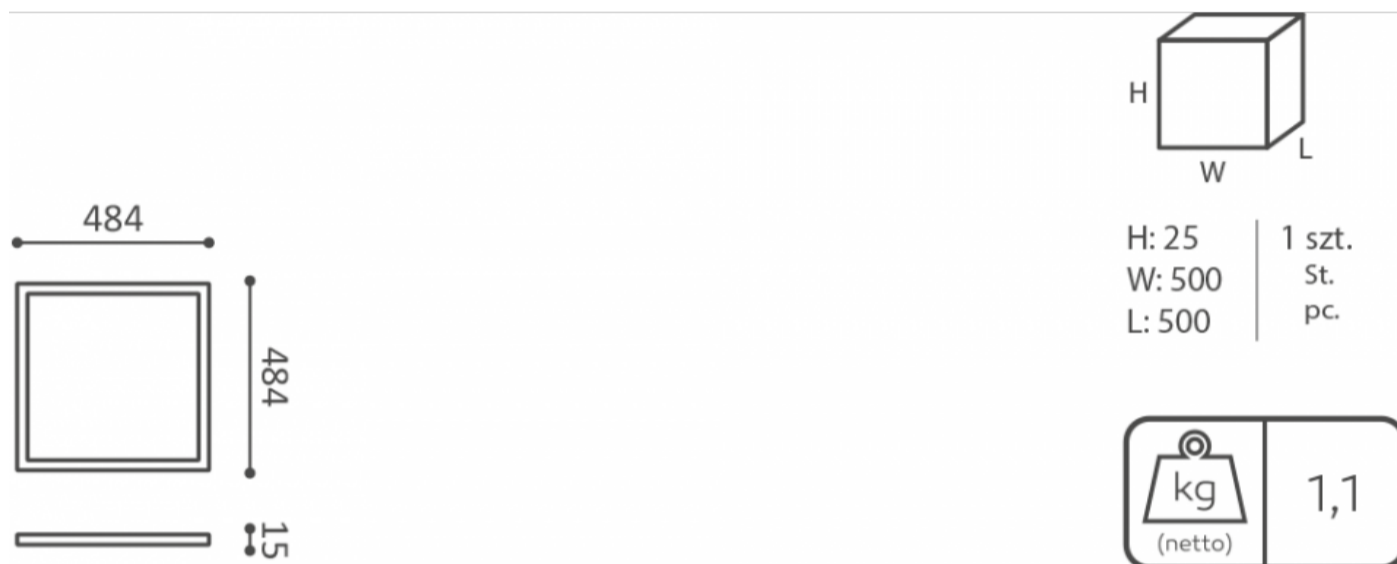 H
L
W
484
484
15
H: 25
W: 500
L: 500
1 szt.
St.
pc.
kg
(netto)
1,1